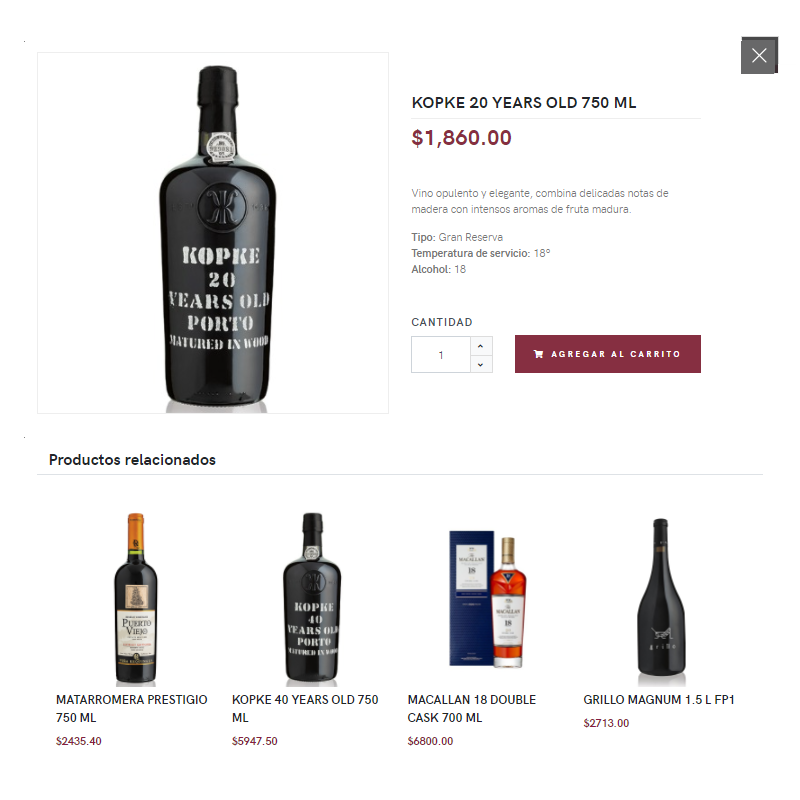 KOPKE 20 YEARS OLD 750 ML
$1,860.00
KOPKE
20
YEARS OLD
PORTO
MATURED IN WOOD
Vino opulento y elegante, combina delicadas notas de
madera con intensos aromas de fruta madura.
Tipo: Gran Reserva
Temperatura de servicio: 18°
Alcohol: 18
CANTIDAD
1
AGREGAR AL CARRITO
Productos relacionados
PUERTO
VIEJO
KOPKE
40
YEARS OLD
PORTO
MATURED IN WOOD
MACALLAN
18
MACALLAN
18
grillo
MATARROMERA PRESTIGIO
750 ML
$2435.40
KOPKE 40 YEARS OLD 750
ML
$5947.50
MACALLAN 18 DOUBLE
CASK 700 ML
$6800.00
GRILLO MAGNUM 1.5 L FP1
$2713.00